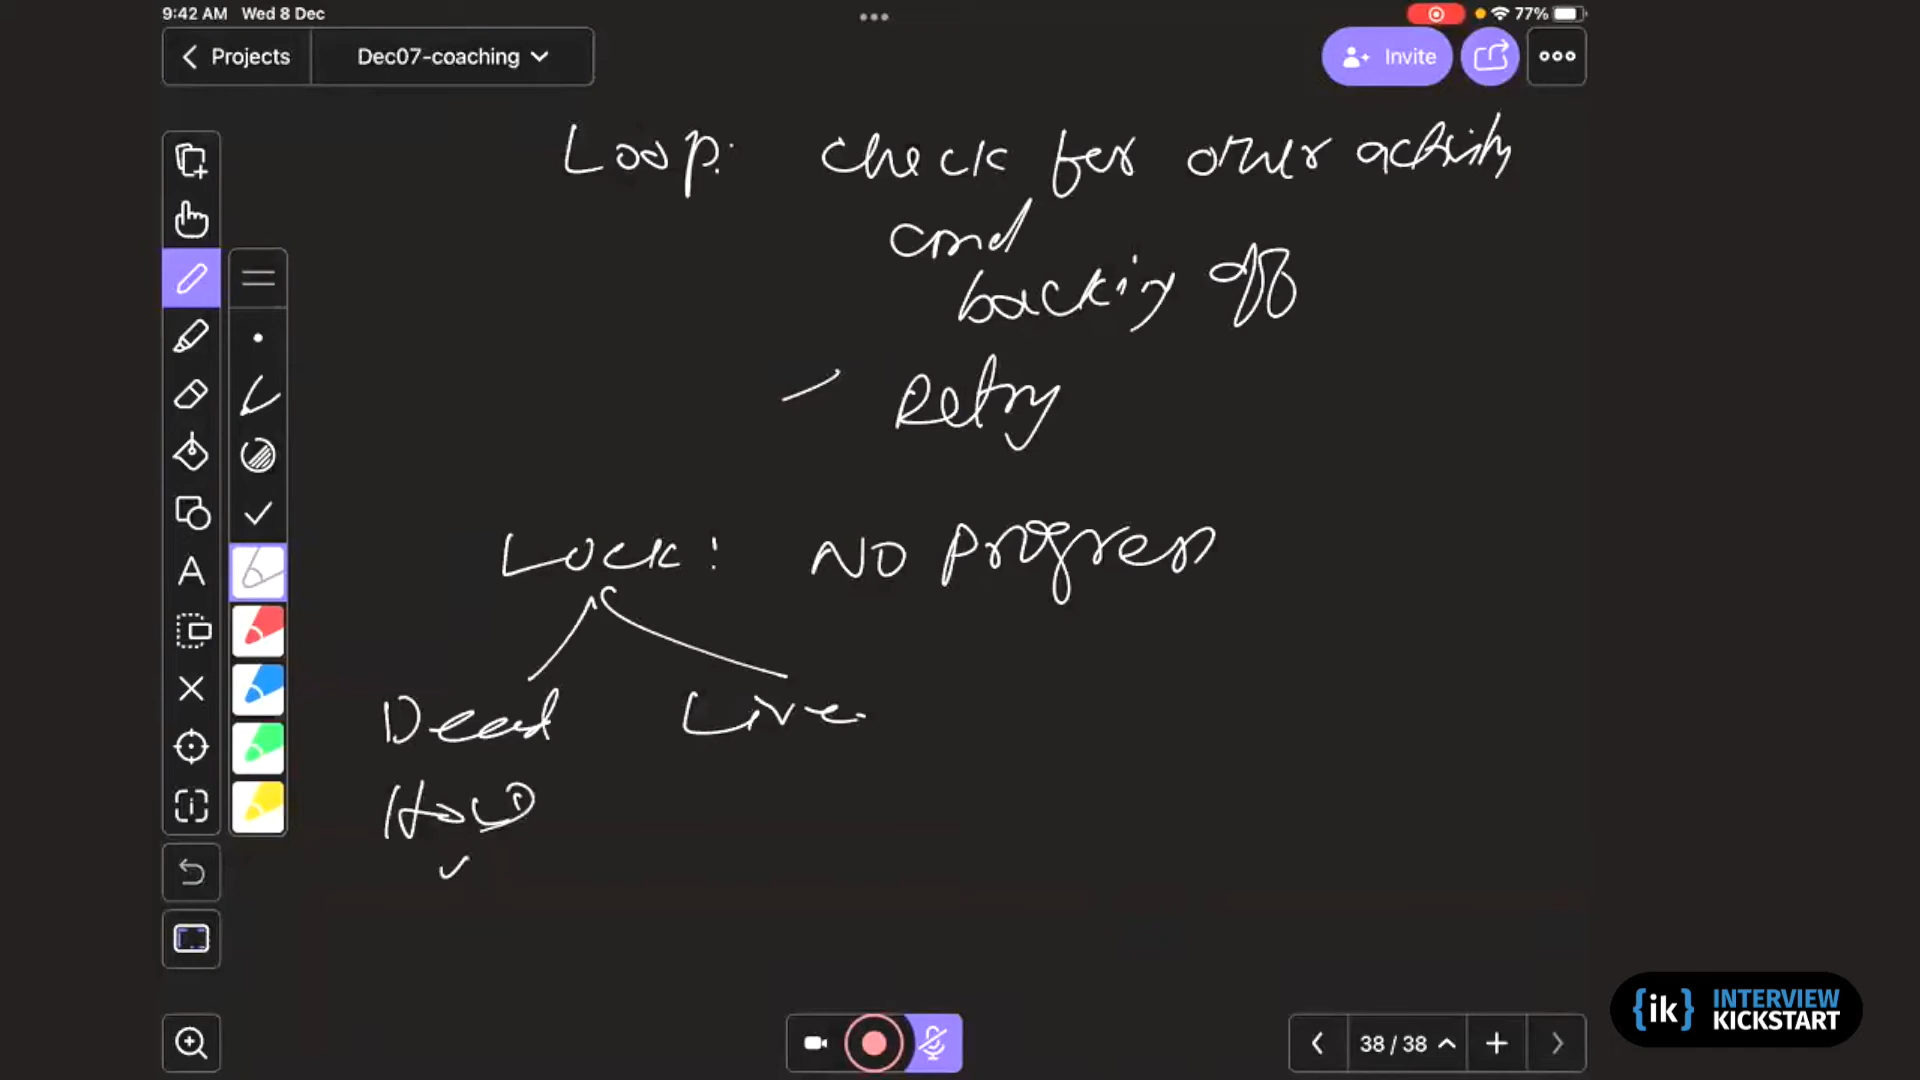 9:42 AM Wed 8 Dec
77%
Projects
Dec07-coaching
Invite
Loop: check for other activity
and
backing off
- Retry
Lock: No progress
Dead Live
Hold
A
38 / 38
{ik} INTERVIEW
KICKSTART